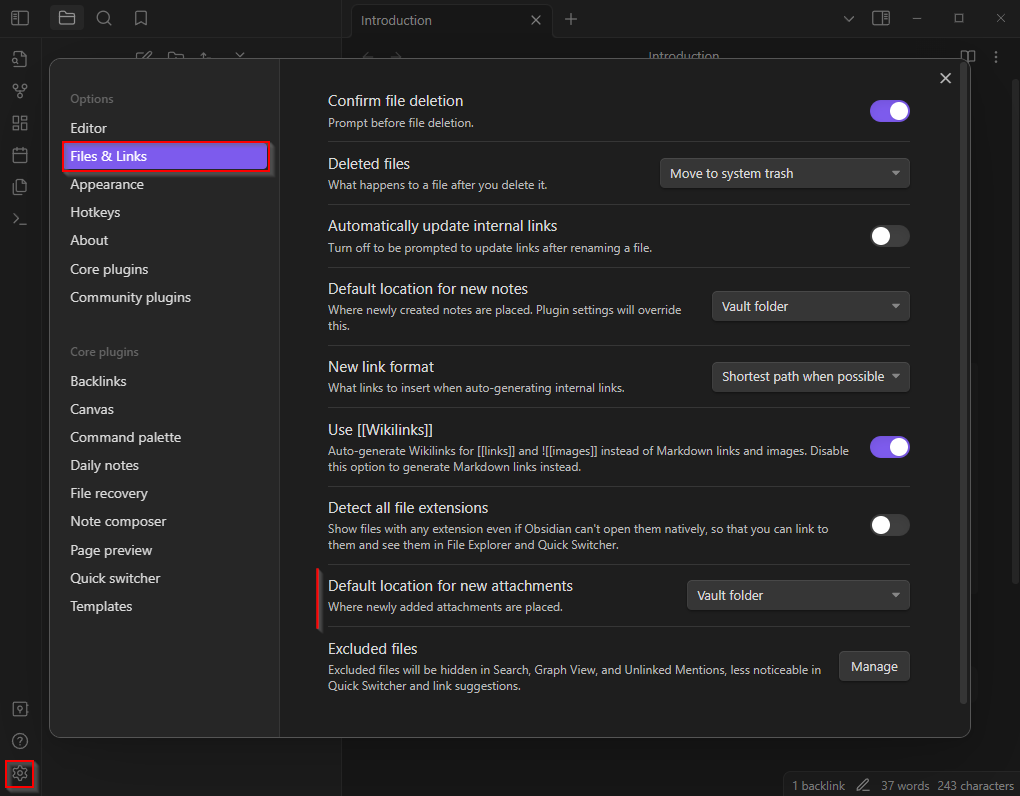 Introduction
Introduction
Options
Editor
Files & Links
Appearance
Hotkeys
About
Core plugins
Community plugins
Core plugins
Backlinks
Canvas
Command palette
Daily notes
File recovery
Note composer
Page preview
Quick switcher
Templates
Confirm file deletion
Prompt before file deletion.
Deleted files
What happens to a file after you delete it.
Move to system trash
Automatically update internal links
Turn off to be prompted to update links after renaming a file.
Default location for new notes
Where newly created notes are placed. Plugin settings will override
this.
Vault folder
New link format
What links to insert when auto-generating internal links.
Shortest path when possible
Use [[Wikilinks]]
Auto-generate Wikilinks for [[links]] and ![[images]] instead of Markdown links and images. Disable
this option to generate Markdown links instead.
Detect all file extensions
Show files with any extension even if Obsidian can't open them natively, so that you can link to
them and see them in File Explorer and Quick Switcher.
Default location for new attachments
Where newly added attachments are placed.
Vault folder
Excluded files
Excluded files will be hidden in Search, Graph View, and Unlinked Mentions, less noticeable in
Quick Switcher and link suggestions.
Manage
1 backlink 37 words 243 characters